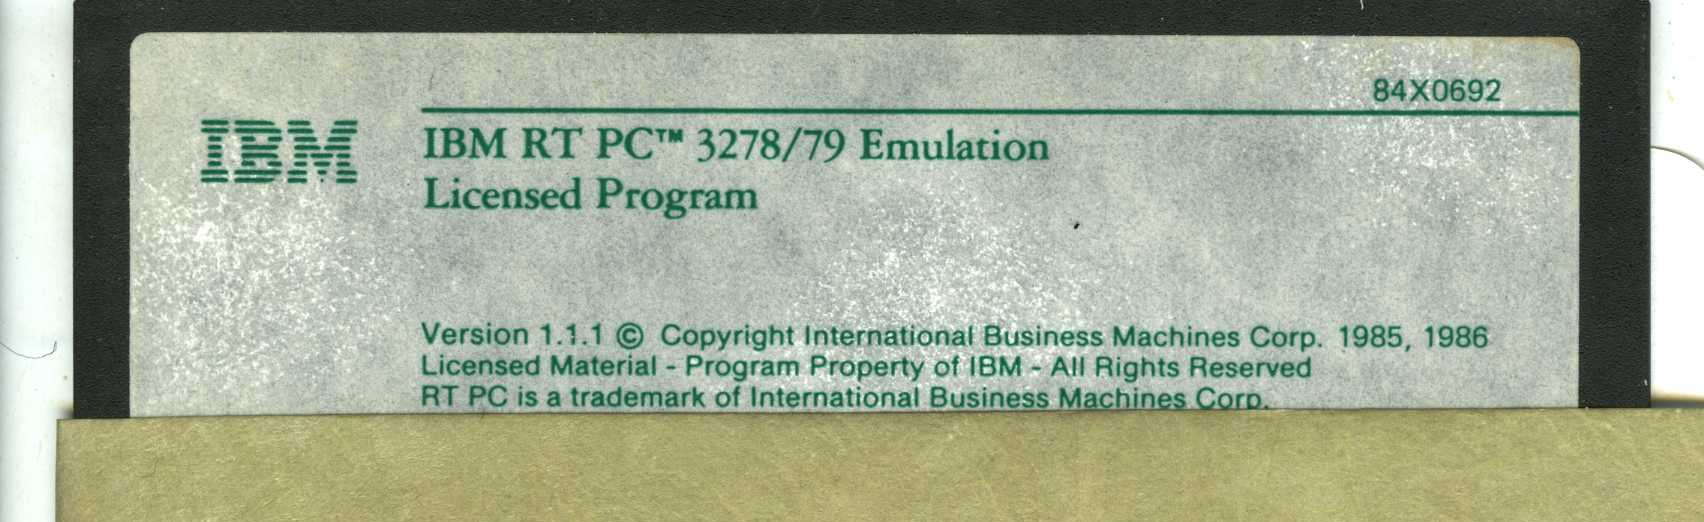 84X0692
IBM
IBM RT PC™ 3278/79 Emulation
Licensed Program
Version 1.1.1 © Copyright International Business Machines Corp. 1985, 1986
Licensed Material - Program Property of IBM - All Rights Reserved
RT PC is a trademark of International Business Machines Corp.